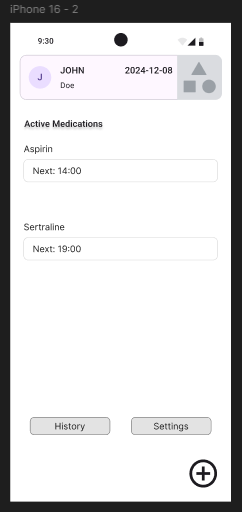 iPhone 16 - 2
9:30
J
JOHN
2024-12-08
Doe
Active Medications
Aspirin
Next: 14:00
Sertraline
Next: 19:00
History
Settings